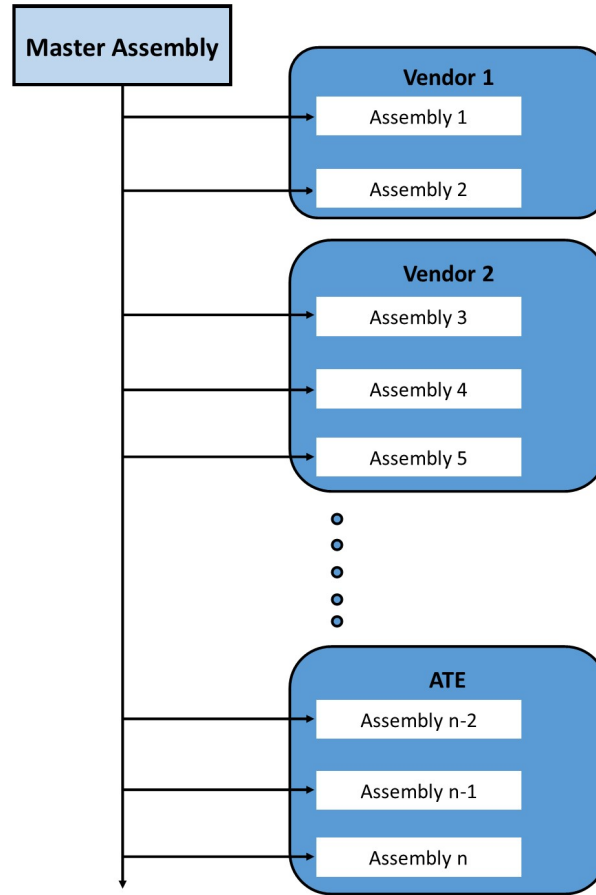 Master Assembly
Vendor 1
Assembly 1
Assembly 2
Vendor 2
Assembly 3
Assembly 4
Assembly 5
ATE
Assembly n-2
Assembly n-1
Assembly n